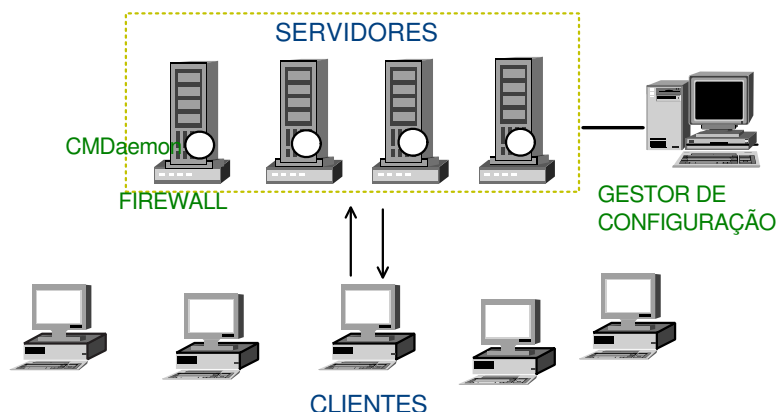 SERVIDORES
CMDaemon
FIREWALL
GESTOR DE
CONFIGURAÇÃO
CLIENTES